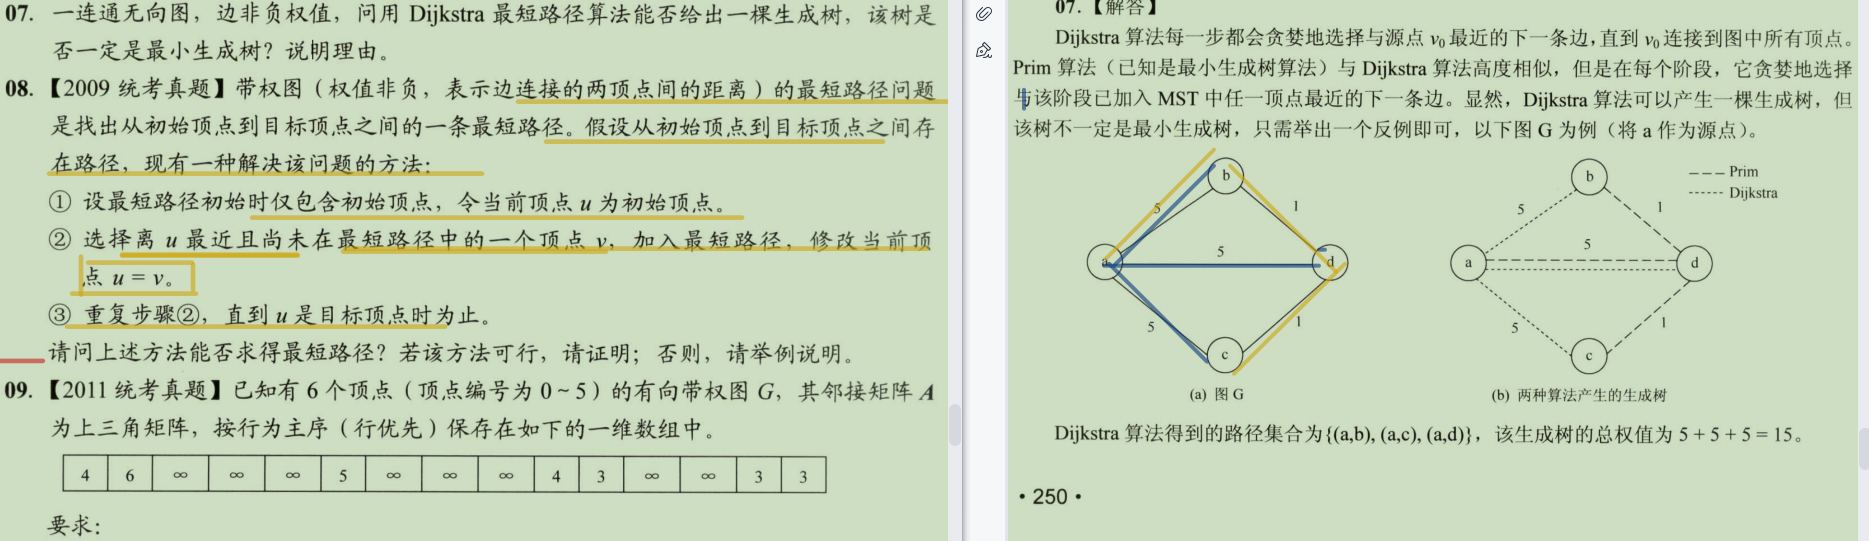 07. 一连通无向图，边非负权值，问用 Dijkstra 最短路径算法能否给出一棵生成树，该树是
否一定是最小生成树？说明理由。
08. 【2009 统考真题】带权图（权值非负，表示边连接的两顶点间的距离）的最短路径问题
是找出从初始顶点到目标顶点之间的一条最短路径。假设从初始顶点到目标顶点之间存
在路径，现有一种解决该问题的方法：
① 设最短路径初始时仅包含初始顶点，令当前顶点 u 为初始顶点。
② 选择离 u 最近且尚未在最短路径中的一个顶点 v，加入最短路径，修改当前顶
点 u = v。
③ 重复步骤②，直到 u 是目标顶点时为止。
请问上述方法能否求得最短路径？若该方法可行，请证明；否则，请举例说明。
09. 【2011 统考真题】已知有 6 个顶点（顶点编号为 0 ~ 5）的有向带权图 G，其邻接矩阵 A
为上三角矩阵，按行为主序（行优先）保存在如下的一维数组中。
4 6 ∞ ∞ ∞ 5 ∞ ∞ ∞ 4 3 ∞ ∞ 3 3
要求：
07. 【解答】
Dijkstra 算法每一步都会贪婪地选择与源点 v0 最近的下一条边，直到 v0 连接到图中所有顶点。
Prim 算法（已知是最小生成树算法）与 Dijkstra 算法高度相似，但是在每个阶段，它贪婪地选择
与该阶段已加入 MST 中任一顶点最近的下一条边。显然，Dijkstra 算法可以产生一棵生成树，但
该树不一定是最小生成树，只需举出一个反例即可，以下图 G 为例（将 a 作为源点）。
b
5 1
a 5 d
5 1
c
(a) 图 G
b
Prim
Dijkstra
5 1
5
a d
5 1
c
(b) 两种算法产生的生成树
Dijkstra 算法得到的路径集合为{(a,b), (a,c), (a,d)}，该生成树的总权值为 5 + 5 + 5 = 15。
• 250 •